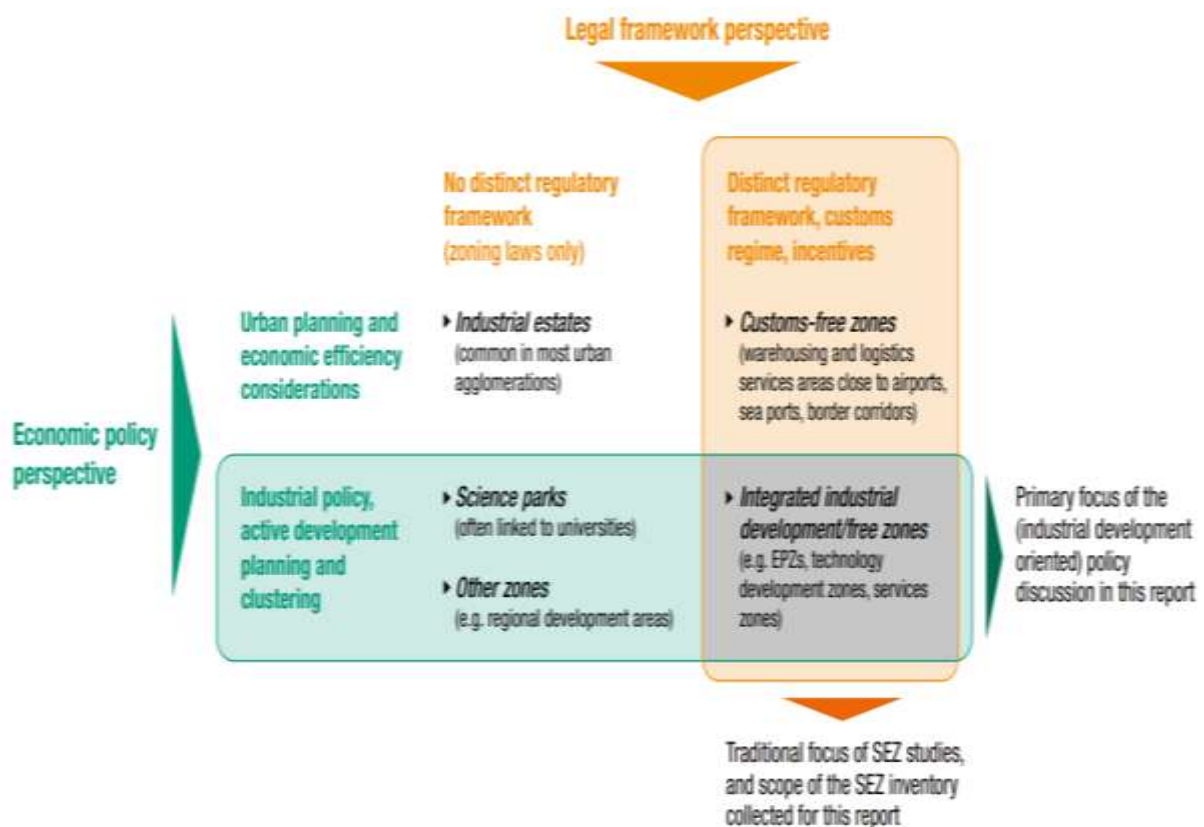 Legal framework perspective
No distinct regulatory
framework
(zoning laws only)
Distinct regulatory
framework, customs
regime, incentives
Economic policy
perspective
Urban planning and
economic efficiency
considerations
‣ Industrial estates
(common in most urban
agglomerations)
‣ Customs-free zones
(warehousing and logistics
services areas close to airports,
sea ports, border corridors)
Industrial policy,
active development
planning and
clustering
‣ Science parks
(often linked to universities)
‣ Other zones
(e.g. regional development areas)
‣ Integrated industrial
development/free zones
(e.g. EPZs, technology
development zones, services
zones)
Primary focus of the
(industrial development
oriented) policy
discussion in this report
Traditional focus of SEZ studies,
and scope of the SEZ inventory
collected for this report